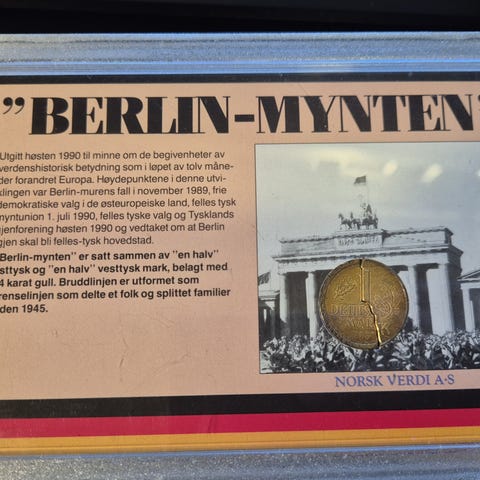 "BERLIN-MYNTEN"
Utgitt høsten 1990 til minne om de begivenheter av
verdenshistorisk betydning som i løpet av tolv måne-
der forandret Europa. Høydepunktene i denne utvi-
klingen var Berlin-murens fall i november 1989, frie
demokratiske valg i de østeuropeiske land, felles tysk
myntunion 1. juli 1990, felles tyske valg og Tysklands
gjenforening høsten 1990 og vedtaket om at Berlin
igjen skal bli felles-tysk hovedstad.
"Berlin-mynten" er satt sammen av "en halv"
østtysk og "en halv" vesttysk mark, belagt med
24 karat gull. Bruddlinjen er utformet som
grenselinjen som delte et folk og splittet familier
siden 1945.
1
DEUTSCHE
MARK
NORSK VERDI A·S